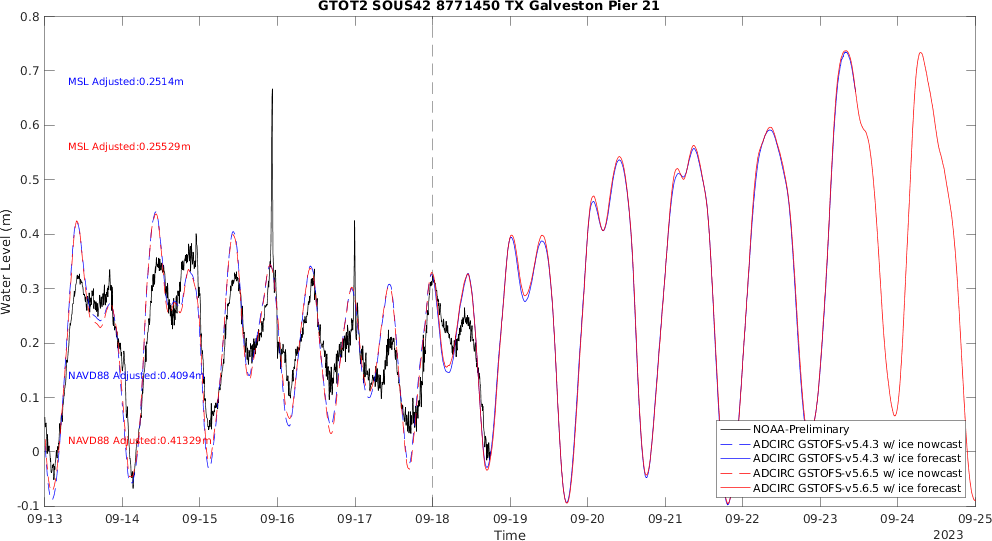 GTOT2 SOUS42 8771450 TX Galveston Pier 21
0.8
0.7
0.6
0.5
0.4
0.3
0.2
0.1
0
-0.1
Water Level (m)
MSL Adjusted:0.2514m
MSL Adjusted:0.25529m
NAVD88 Adjusted:0.4094m
NAVD88 Adjusted:0.41329m
NOAA-Preliminary
ADCIRC GSTOFS-v5.4.3 w/ ice nowcast
ADCIRC GSTOFS-v5.4.3 w/ ice forecast
ADCIRC GSTOFS-v5.6.5 w/ ice nowcast
ADCIRC GSTOFS-v5.6.5 w/ ice forecast
09-13 09-14 09-15 09-16 09-17 09-18 09-19 09-20 09-21 09-22 09-23 09-24 09-25
Time
2023